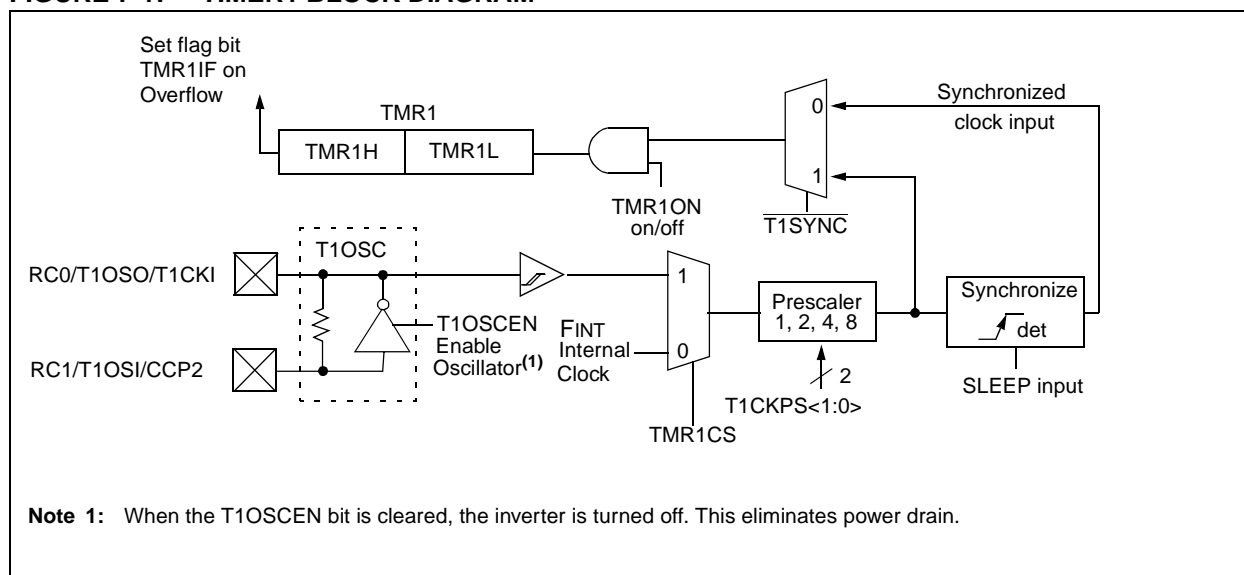 Set flag bit
TMR1IF on
Overflow
TMR1
TMR1H
TMR1L
TMR1ON
on/off
0
1
T1SYNC
Synchronized
clock input
T1OSC
RC0/T1OSO/T1CKI
RC1/T1OSI/CCP2
T1OSCEN
Enable
Oscillator(1)
FINT
Internal
Clock
1
0
TMR1CS
Prescaler
1, 2, 4, 8
2
T1CKPS<1:0>
Synchronize
det
SLEEP input
Note 1: When the T1OSCEN bit is cleared, the inverter is turned off. This eliminates power drain.